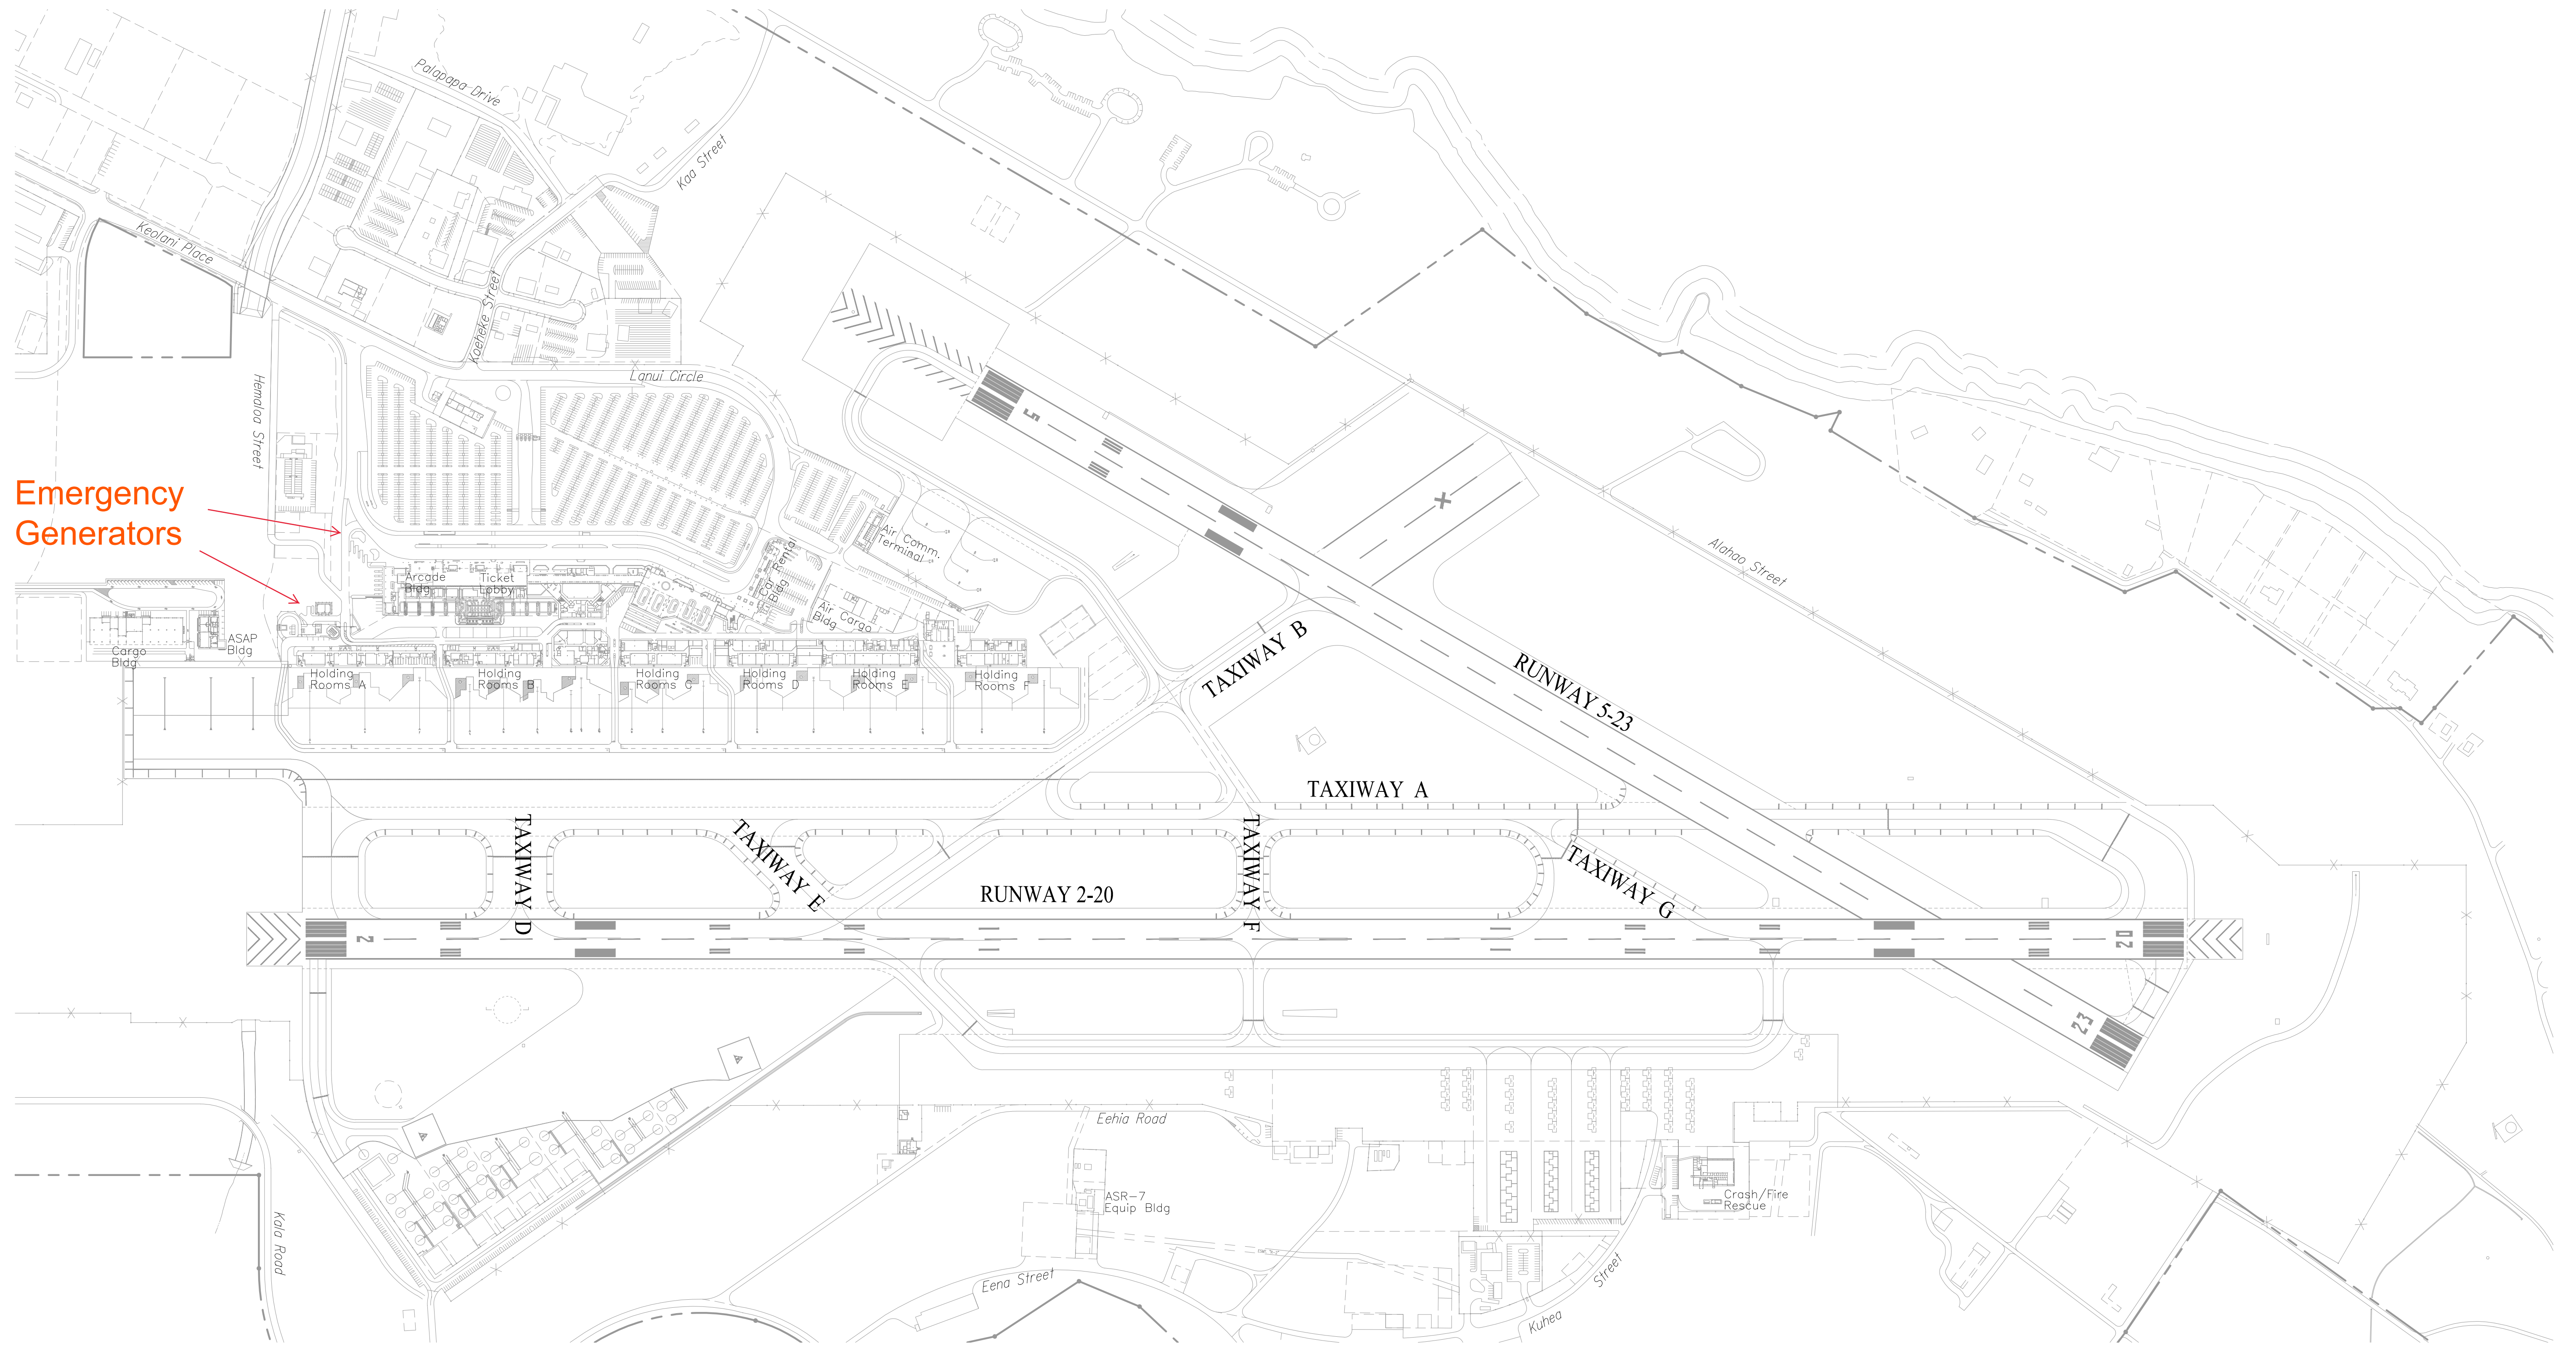 Palapapa Drive
Kaa Street
Keolani Place
Koeheke Street
Lanui Circle
Hemaloa Street
5
Emergency
Generators
Air Comm.
Terminal
Alahao Street
Car Rental
Bldg
Arcade
Bldg
Ticket
Lobby
Air Cargo
Bldg
ASAP
Bldg
Cargo
Bldg
Holding
Rooms A
Holding
Rooms B
Holding
Rooms C
Holding
Rooms D
Holding
Rooms E
Holding
Rooms F
TAXIWAY B
RUNWAY 5-23
TAXIWAY A
TAXIWAY D
TAXIWAY E
TAXIWAY F
TAXIWAY G
RUNWAY 2-20
2
20
23
Eehia Road
ASR-7
Equip Bldg
Crash/Fire
Rescue
Kala Road
Eena Street
Kuhea
Street